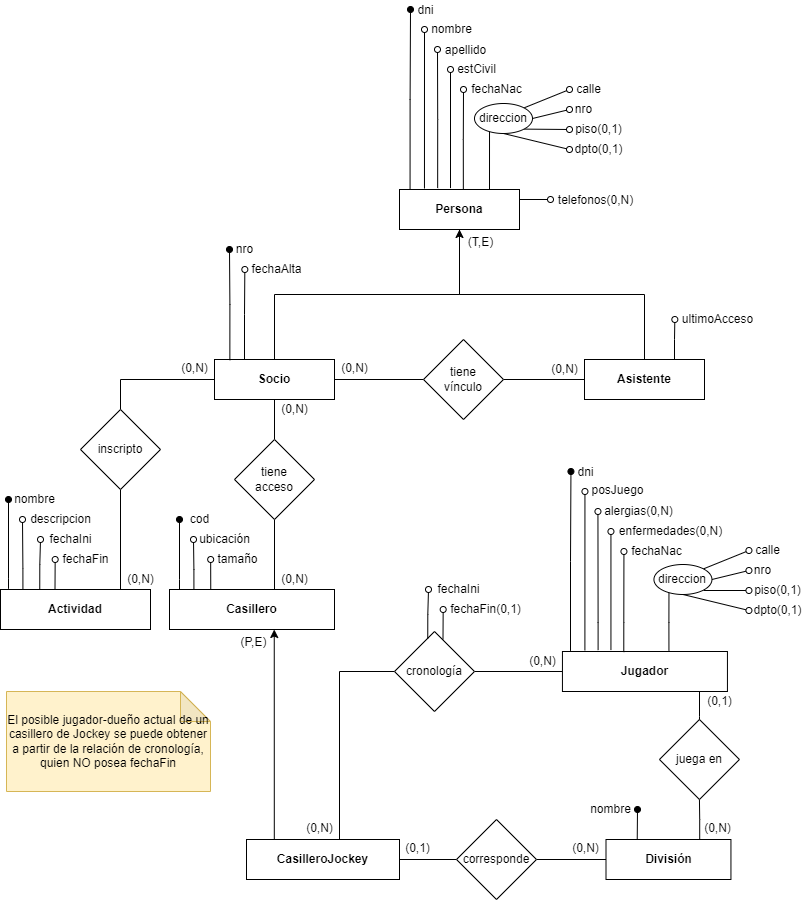 dni
nombre
apellido
estCivil
fechaNac
direccion
calle
nro
piso(0,1)
dpto(0,1)
Persona
telefonos(0,N)
(T,E)
nro
fechaAlta
ultimoAcceso
(0,N)
Socio
(0,N)
tiene
vínculo
(0,N)
Asistente
(0,N)
inscripto
tiene
acceso
nombre
descripcion
fechaIni
fechaFin
(0,N)
Actividad
cod
ubicación
tamaño
(0,N)
Casillero
(P,E)
dni
posJuego
alergias(0,N)
enfermedades(0,N)
fechaNac
direccion
calle
nro
piso(0,1)
dpto(0,1)
fechaIni
fechaFin(0,1)
cronología
(0,N)
Jugador
(0,1)
juega en
El posible jugador-dueño actual de un
casillero de Jockey se puede obtener
a partir de la relación de cronología,
quien NO posea fechaFin
nombre
(0,N)
(0,N)
CasilleroJockey
(0,1)
corresponde
(0,N)
División